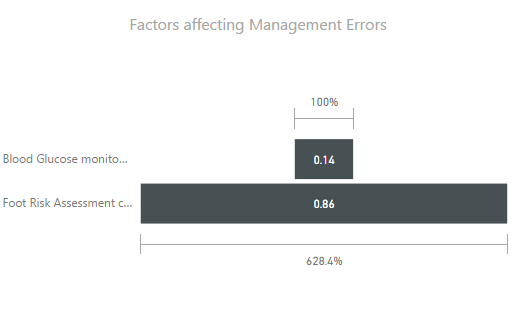 Factors affecting Management Errors
100%
Blood Glucose monito...
0.14
Foot Risk Assessment c...
0.86
628.4%